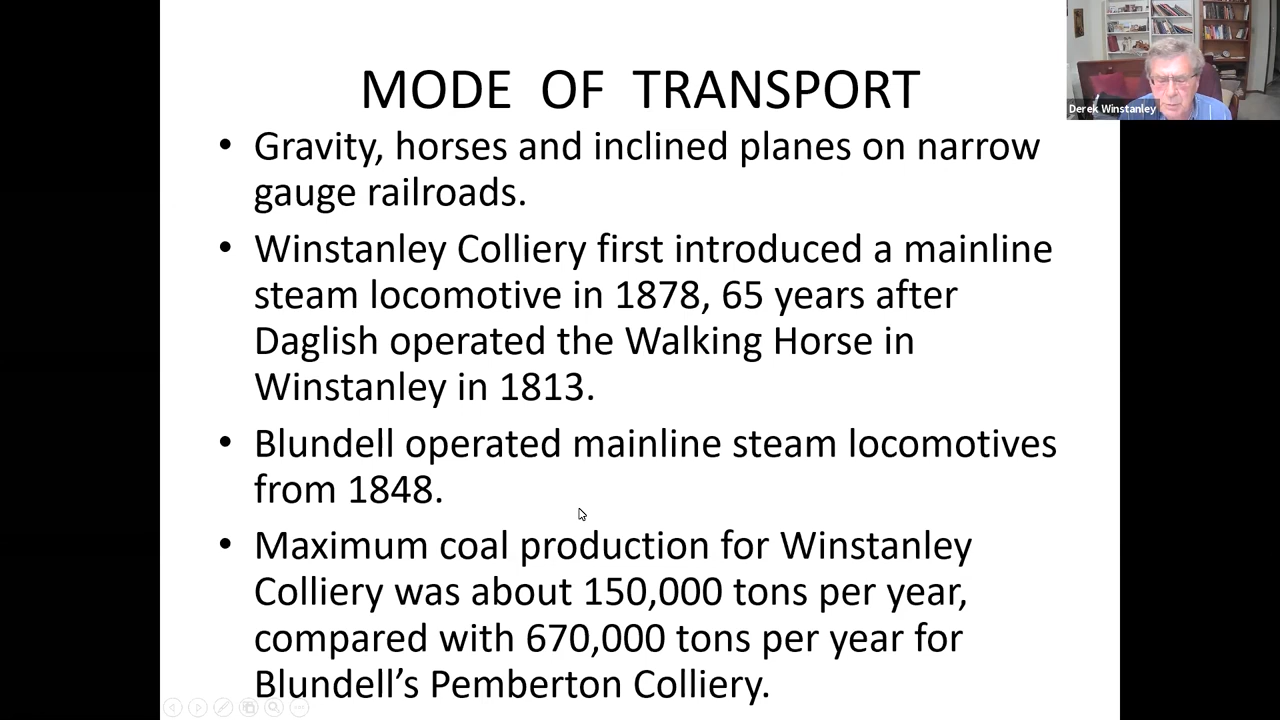 MODE OF TRANSPORT
• Gravity, horses and inclined planes on narrow
gauge railroads.
• Winstanley Colliery first introduced a mainline
steam locomotive in 1878, 65 years after
Daglish operated the Walking Horse in
Winstanley in 1813.
• Blundell operated mainline steam locomotives
from 1848.
• Maximum coal production for Winstanley
Colliery was about 150,000 tons per year,
compared with 670,000 tons per year for
Blundell’s Pemberton Colliery.
Derek Winstanley